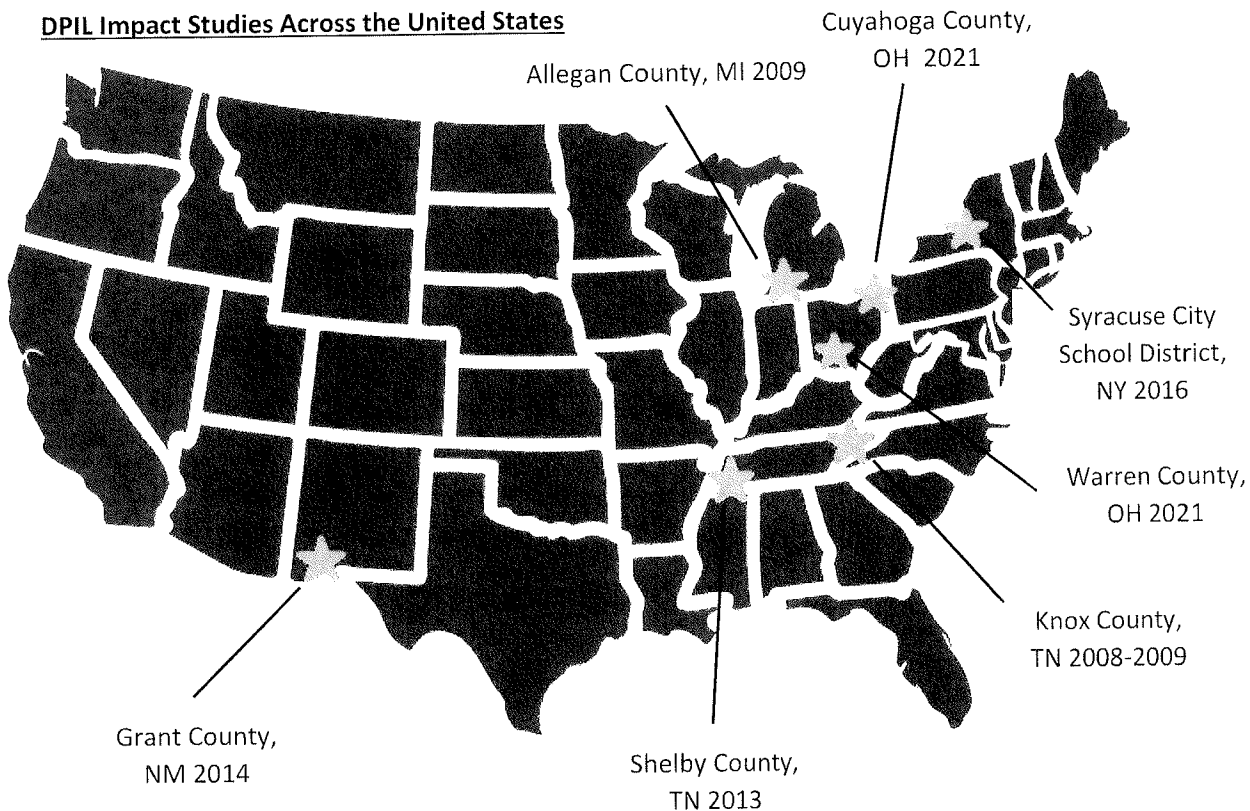 DPIL Impact Studies Across the United States
Cuyahoga County,
OH 2021
Allegan County, MI 2009
Syracuse City
School District,
NY 2016
Warren County,
OH 2021
Knox County,
TN 2008-2009
Grant County,
NM 2014
Shelby County,
TN 2013